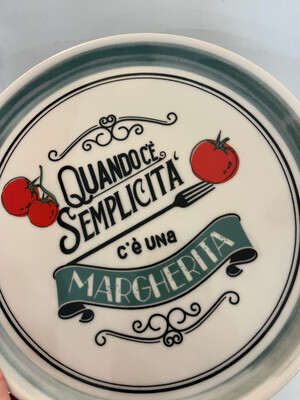 QUANDO C'È
SEMPLICITÀ
c'è una
MARGHERITA